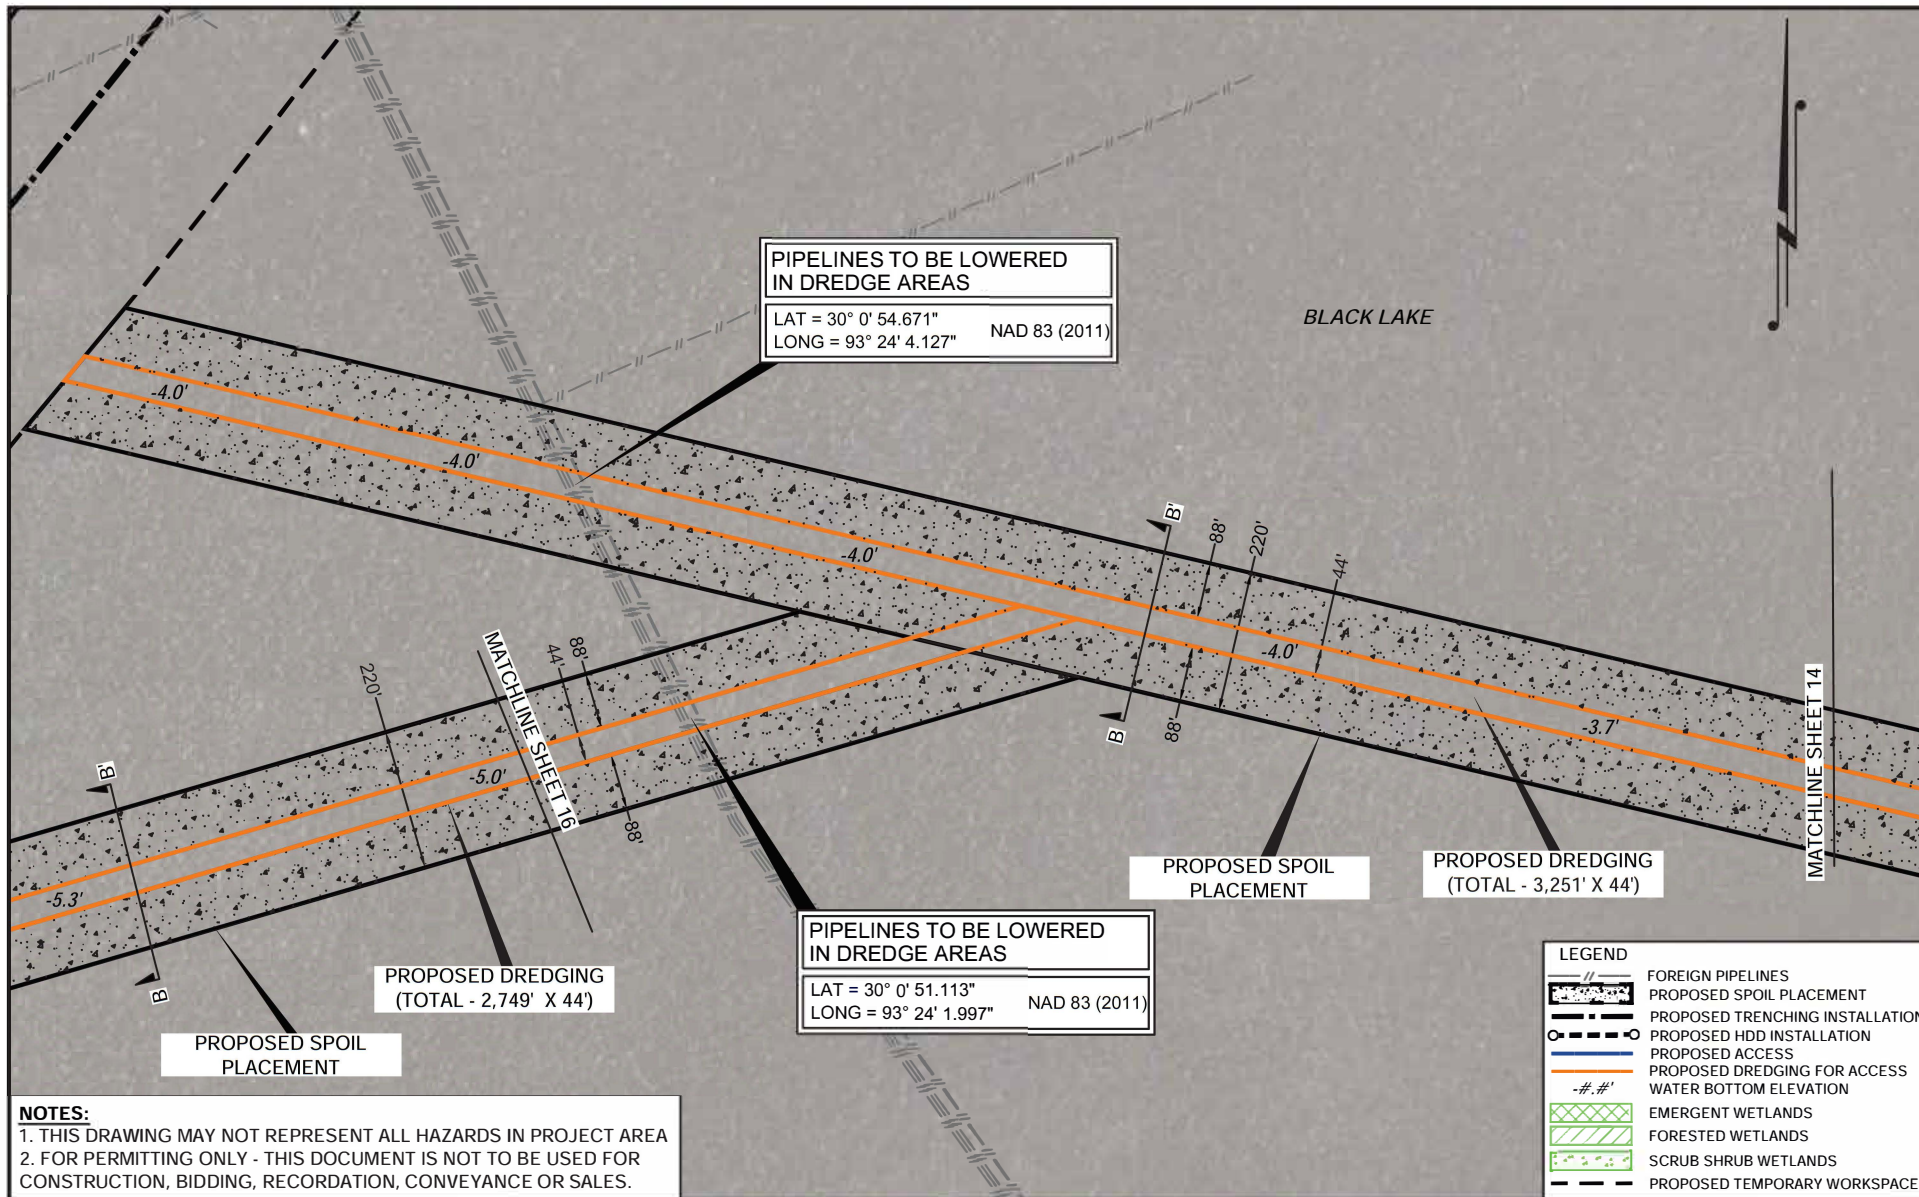 PIPELINES TO BE LOWERED
IN DREDGE AREAS
LAT = 30° 0' 54.671"
LONG = 93° 24' 4.127"
NAD 83 (2011)
BLACK LAKE
-4.0'
-4.0'
-4.0'
B'
88'
220'
44'
-4.0'
88'
B
-3.7'
MATCHLINE SHEET 14
220'
MATCHLINE SHEET 16
44'
88'
-5.0'
88'
B'
-5.3'
B
PROPOSED SPOIL
PLACEMENT
PROPOSED DREDGING
(TOTAL - 3,251' X 44')
PIPELINES TO BE LOWERED
IN DREDGE AREAS
LAT = 30° 0' 51.113"
LONG = 93° 24' 1.997"
NAD 83 (2011)
PROPOSED DREDGING
(TOTAL - 2,749' X 44')
PROPOSED SPOIL
PLACEMENT
LEGEND
FOREIGN PIPELINES
PROPOSED SPOIL PLACEMENT
PROPOSED TRENCHING INSTALLATION
PROPOSED HDD INSTALLATION
PROPOSED ACCESS
PROPOSED DREDGING FOR ACCESS
-#.#' WATER BOTTOM ELEVATION
EMERGENT WETLANDS
FORESTED WETLANDS
SCRUB SHRUB WETLANDS
PROPOSED TEMPORARY WORKSPACE
NOTES:
1. THIS DRAWING MAY NOT REPRESENT ALL HAZARDS IN PROJECT AREA
2. FOR PERMITTING ONLY - THIS DOCUMENT IS NOT TO BE USED FOR
CONSTRUCTION, BIDDING, RECORDATION, CONVEYANCE OR SALES.